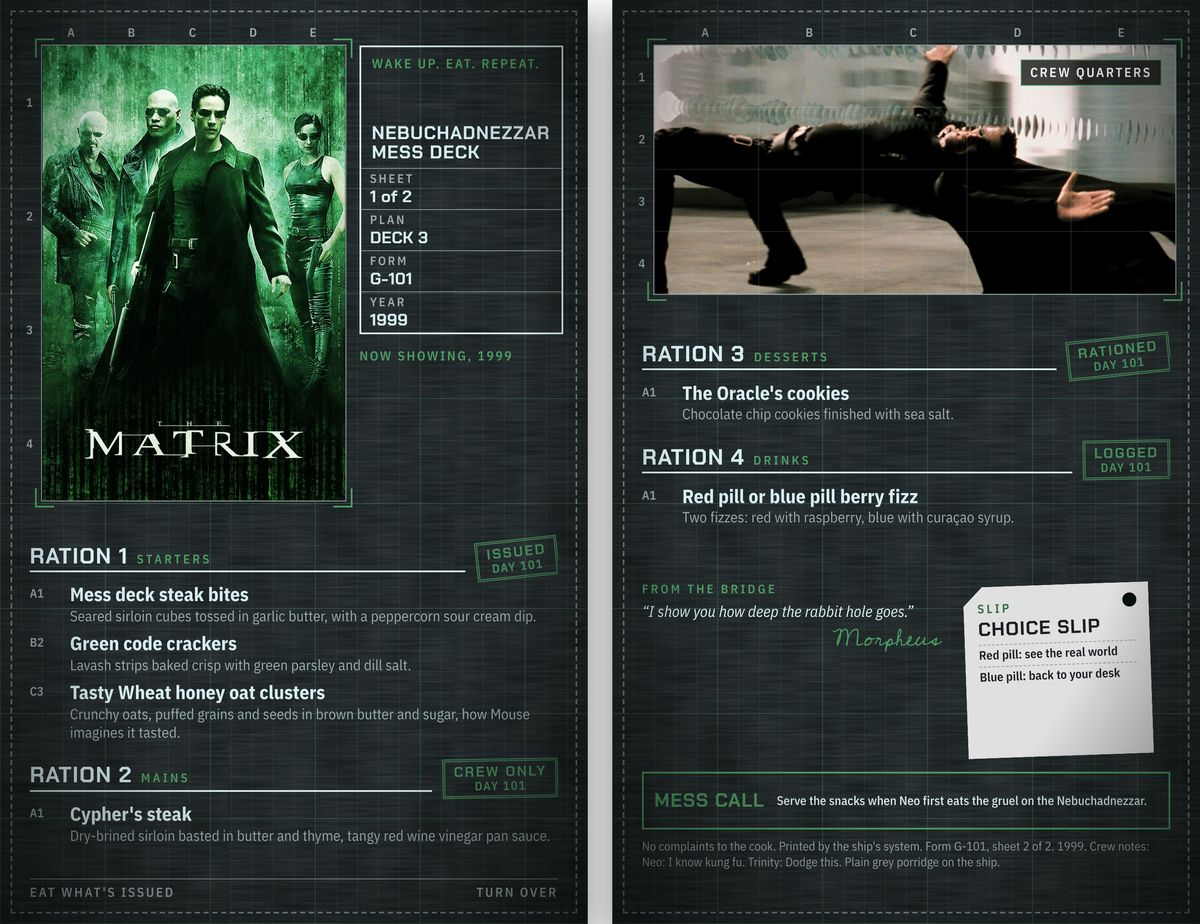 A B C D E
1
2
3
4
THE
MATRIX
WAKE UP. EAT. REPEAT.
NEBUCHADNEZZAR
MESS DECK
SHEET
1 of 2
PLAN
DECK 3
FORM
G-101
YEAR
1999
NOW SHOWING, 1999
RATION 1 STARTERS
ISSUED
DAY 101
A1 Mess deck steak bites
Seared sirloin cubes tossed in garlic butter, with a peppercorn sour cream dip.
B2 Green code crackers
Lavash strips baked crisp with green parsley and dill salt.
C3 Tasty Wheat honey oat clusters
Crunchy oats, puffed grains and seeds in brown butter and sugar, how Mouse
imagines it tasted.
RATION 2 MAINS
CREW ONLY
DAY 101
A1 Cypher's steak
Dry-brined sirloin basted in butter and thyme, tangy red wine vinegar pan sauce.
EAT WHAT'S ISSUED TURN OVER
A B C D E
1
2
3
4
CREW QUARTERS
RATION 3 DESSERTS
RATIONED
DAY 101
A1 The Oracle's cookies
Chocolate chip cookies finished with sea salt.
RATION 4 DRINKS
LOGGED
DAY 101
A1 Red pill or blue pill berry fizz
Two fizzes: red with raspberry, blue with curaçao syrup.
FROM THE BRIDGE
“I show you how deep the rabbit hole goes.”
Morpheus
SLIP
CHOICE SLIP
Red pill: see the real world
Blue pill: back to your desk
MESS CALL Serve the snacks when Neo first eats the gruel on the Nebuchadnezzar.
No complaints to the cook. Printed by the ship's system. Form G-101, sheet 2 of 2. 1999. Crew notes:
Neo: I know kung fu. Trinity: Dodge this. Plain grey porridge on the ship.